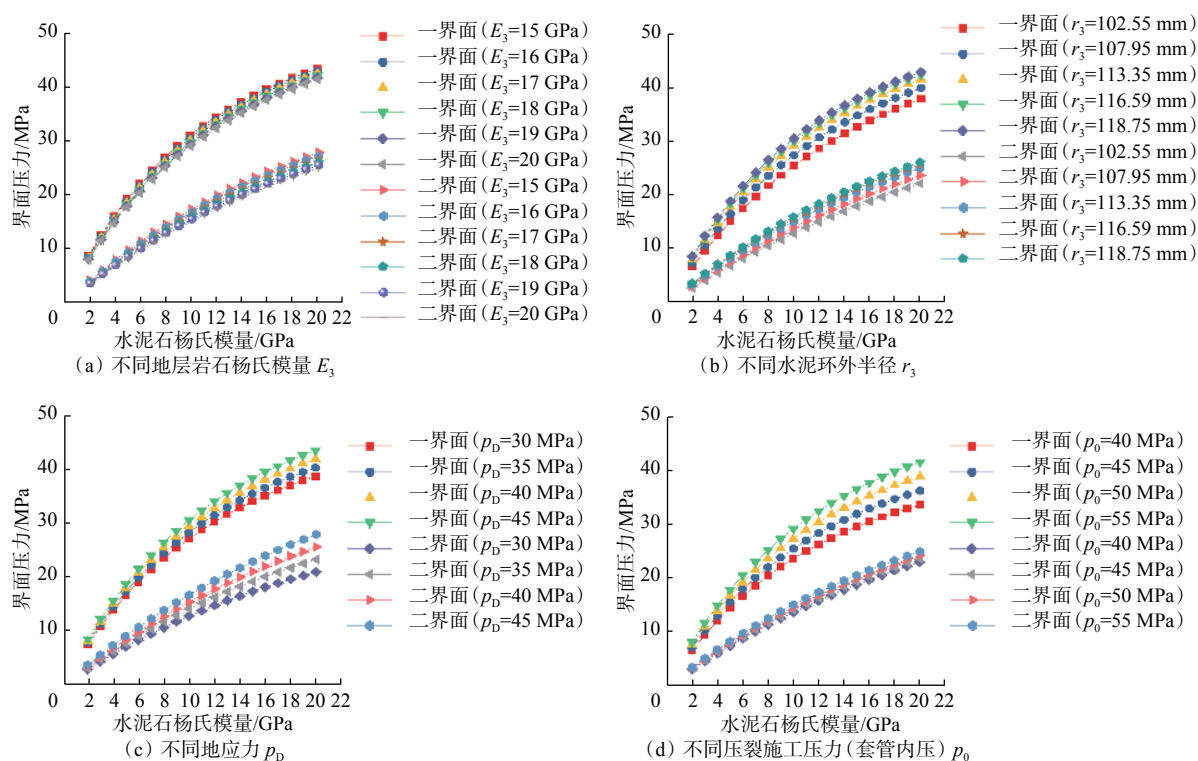 50
40
30
20
10
0
2 4 6 8 10 12 14 16 18 20 22
界面压力/MPa
水泥石杨氏模量/GPa
一界面(E3=15 GPa)
一界面(E3=16 GPa)
一界面(E3=17 GPa)
一界面(E3=18 GPa)
一界面(E3=19 GPa)
一界面(E3=20 GPa)
二界面(E3=15 GPa)
二界面(E3=16 GPa)
二界面(E3=17 GPa)
二界面(E3=18 GPa)
二界面(E3=19 GPa)
二界面(E3=20 GPa)
(a) 不同地层岩石杨氏模量 E3
50
40
30
20
10
0
2 4 6 8 10 12 14 16 18 20 22
界面压力/MPa
水泥石杨氏模量/GPa
一界面(r3=102.55 mm)
一界面(r3=107.95 mm)
一界面(r3=113.35 mm)
一界面(r3=116.59 mm)
一界面(r3=118.75 mm)
二界面(r3=102.55 mm)
二界面(r3=107.95 mm)
二界面(r3=113.35 mm)
二界面(r3=116.59 mm)
二界面(r3=118.75 mm)
(b) 不同水泥环外半径 r3
50
40
30
20
10
0
2 4 6 8 10 12 14 16 18 20 22
界面压力/MPa
水泥石杨氏模量/GPa
一界面(pD=30 MPa)
一界面(pD=35 MPa)
一界面(pD=40 MPa)
一界面(pD=45 MPa)
二界面(pD=30 MPa)
二界面(pD=35 MPa)
二界面(pD=40 MPa)
二界面(pD=45 MPa)
(c) 不同地应力 pD
50
40
30
20
10
0
2 4 6 8 10 12 14 16 18 20 22
界面压力/MPa
水泥石杨氏模量/GPa
一界面(p0=40 MPa)
一界面(p0=45 MPa)
一界面(p0=50 MPa)
一界面(p0=55 MPa)
二界面(p0=40 MPa)
二界面(p0=45 MPa)
二界面(p0=50 MPa)
二界面(p0=55 MPa)
(d) 不同压裂施工压力(套管内压) p0